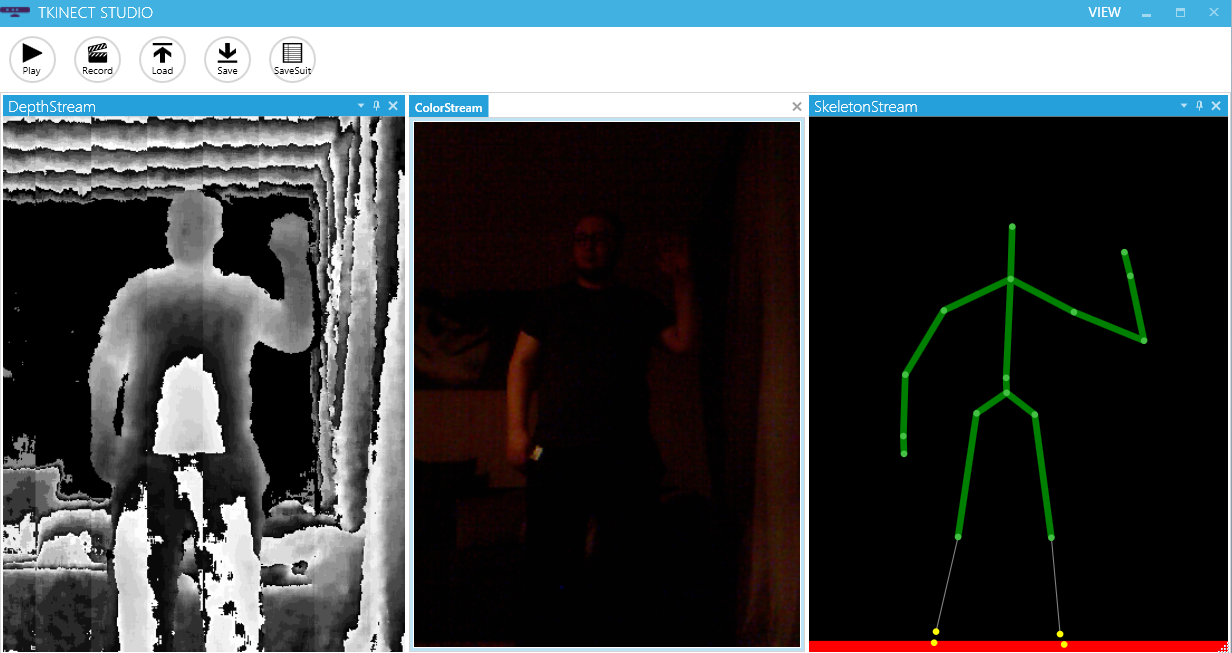 TKINECT STUDIO
VIEW
Play
Record
Load
Save
SaveSuit
DepthStream
ColorStream
SkeletonStream